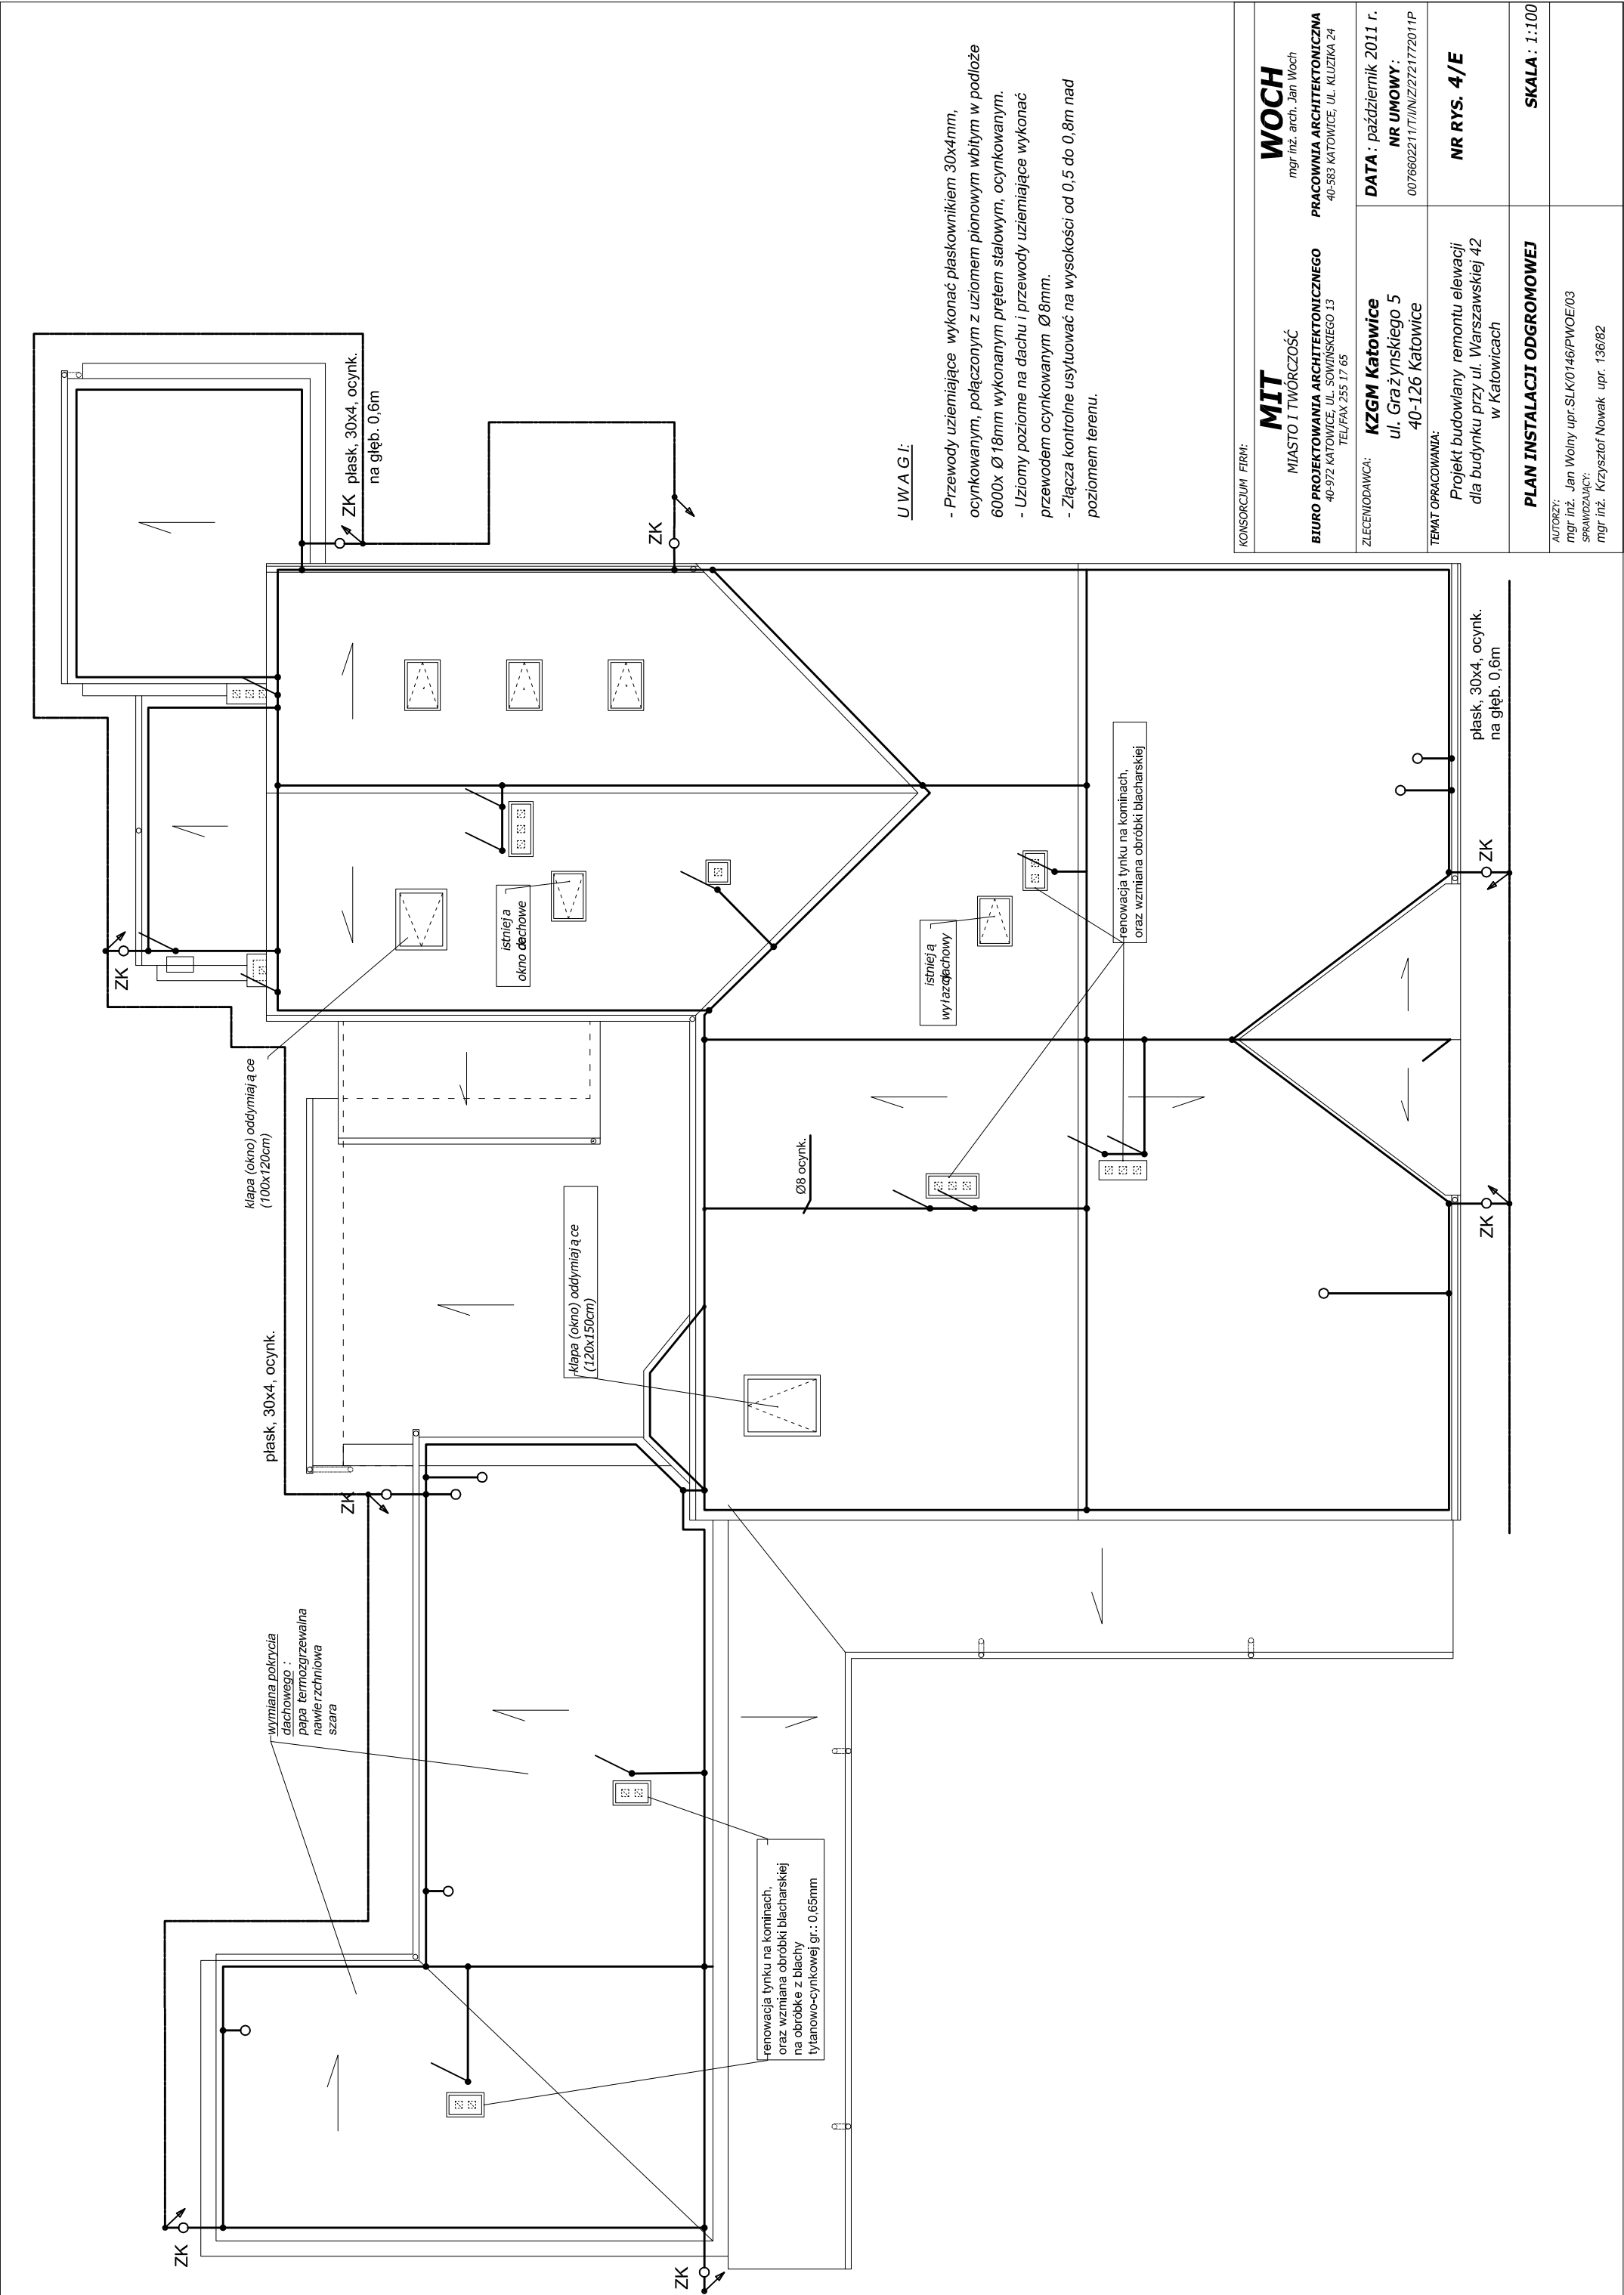 ZK
płask, 30x4, ocynk.
na głęb. 0,6m
ZK
ZK
klapa (okno) oddymiające
(100x120cm)
istnieja
okno dachowe
istnieją
wyłaz dachowy
renowacja tynku na kominach,
oraz wzmiana obróbki blacharskiej
Ø8 ocynk.
klapa (okno) oddymiające
(120x150cm)
płask, 30x4, ocynk.
ZK
wymiana pokrycia
dachowego :
papa termozgrzewalna
nawierzchniowa
szara
renowacja tynku na kominach,
oraz wzmiana obróbki blacharskiej
na obróbke z blachy
tytanowo-cynkowej gr.: 0,65mm
ZK
ZK
ZK
ZK
płask, 30x4, ocynk.
na głęb. 0,6m
U W A G I:
- Przewody uziemiające wykonać płaskownikiem 30x4mm,
ocynkowanym, połączonym z uziomem pionowym wbitym w podłoże
6000x Ø18mm wykonanym prętem stalowym, ocynkowanym.
- Uziomy poziome na dachu i przewody uziemiające wykonać
przewodem ocynkowanym Ø8mm.
- Złącza kontrolne usytuować na wysokości od 0,5 do 0,8m nad
poziomem terenu.
KONSORCJUM FIRM:
MIT
MIASTO I TWÓRCZOŚĆ
BIURO PROJEKTOWANIA ARCHITEKTONICZNEGO
40-972 KATOWICE, UL. SOWIŃSKIEGO 13
TEL/FAX 255 17 65
WOCH
mgr inż. arch. Jan Woch
PRACOWNIA ARCHITEKTONICZNA
40-583 KATOWICE, UL. KLUZIKA 24
ZLECENIODAWCA:
KZGM Katowice
ul. Grażynskiego 5
40-126 Katowice
DATA: październik 2011 r.
NR UMOWY:
0076602211/T/I/N/Z/2721772011P
TEMAT OPRACOWANIA:
Projekt budowlany remontu elewacji
dla budynku przy ul. Warszawskiej 42
w Katowicach
NR RYS. 4/E
PLAN INSTALACJI ODGROMOWEJ
SKALA: 1:100
AUTORZY:
mgr inż. Jan Wolny upr.SLK/0146/PWOE/03
SPRAWDZAJĄCY:
mgr inż. Krzysztof Nowak upr. 136/82